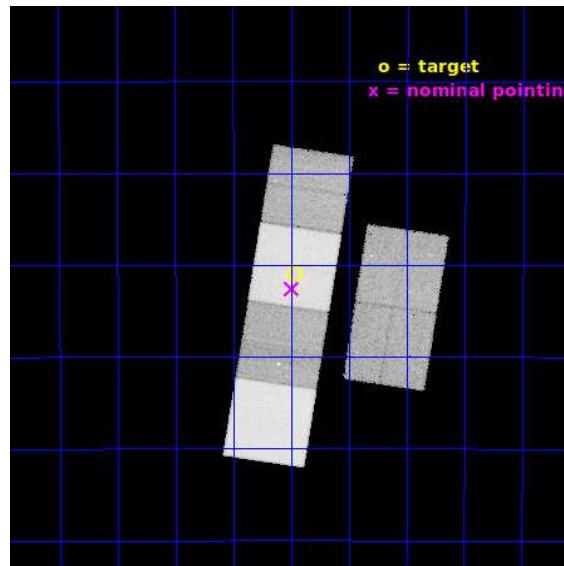 o = target
x = nominal pointin